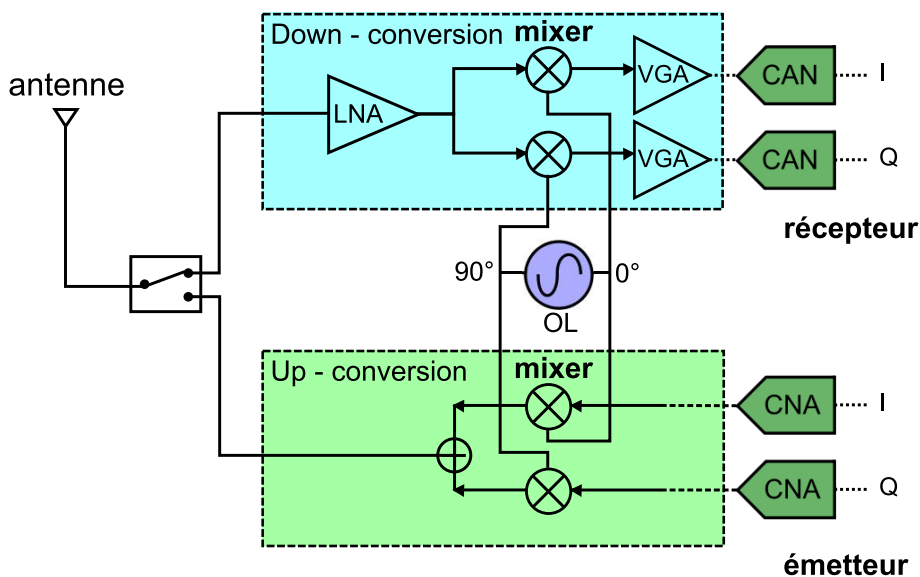 Down - conversion
mixer
antenne
LNA
VGA
CAN
I
VGA
CAN
Q
récepteur
90°
0°
OL
Up - conversion
mixer
CNA
I
CNA
Q
émetteur